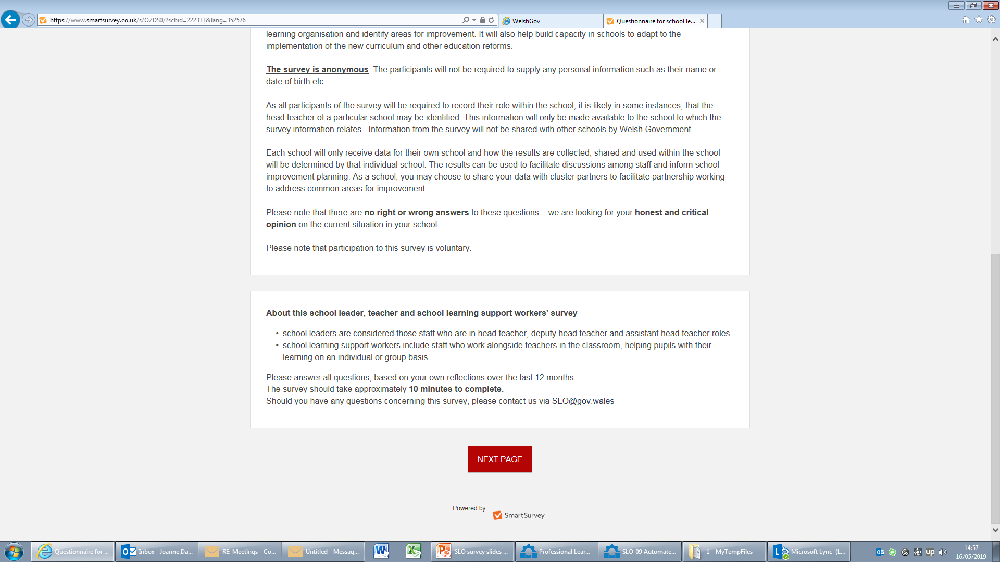 https://www.smartsurvey.co.uk/s/OZDS0/?schid=222333&lang=352576
WelshGov
Questionnaire for school le...
learning organisation and identify areas for improvement. It will also help build capacity in schools to adapt to the
implementation of the new curriculum and other education reforms.
The survey is anonymous. The participants will not be required to supply any personal information such as their name or
date of birth etc.
As all participants of the survey will be required to record their role within the school, it is likely in some instances, that the
head teacher of a particular school may be identified. This information will only be made available to the school to which the
survey information relates.  Information from the survey will not be shared with other schools by Welsh Government.
Each school will only receive data for their own school and how the results are collected, shared and used within the school
will be determined by that individual school. The results can be used to facilitate discussions among staff and inform school
improvement planning. As a school, you may choose to share your data with cluster partners to facilitate partnership working
to address common areas for improvement.
Please note that there are no right or wrong answers to these questions – we are looking for your honest and critical
opinion on the current situation in your school.
Please note that participation to this survey is voluntary.
About this school leader, teacher and school learning support workers' survey
• school leaders are considered those staff who are in head teacher, deputy head teacher and assistant head teacher roles.
• school learning support workers include staff who work alongside teachers in the classroom, helping pupils with their
learning on an individual or group basis.
Please answer all questions, based on your own reflections over the last 12 months.
The survey should take approximately 10 minutes to complete.
Should you have any questions concerning this survey, please contact us via SLO@gov.wales
NEXT PAGE
Powered by
SmartSurvey
Questionnaire for ...
Inbox - Joanne.Da...
RE: Meetings - Co...
Untitled - Messag...
SLO survey slides ...
Professional Lear...
SLO-09 Automate...
1 - MyTempFiles
Microsoft Lync  (L...
up
14:57
16/05/2019